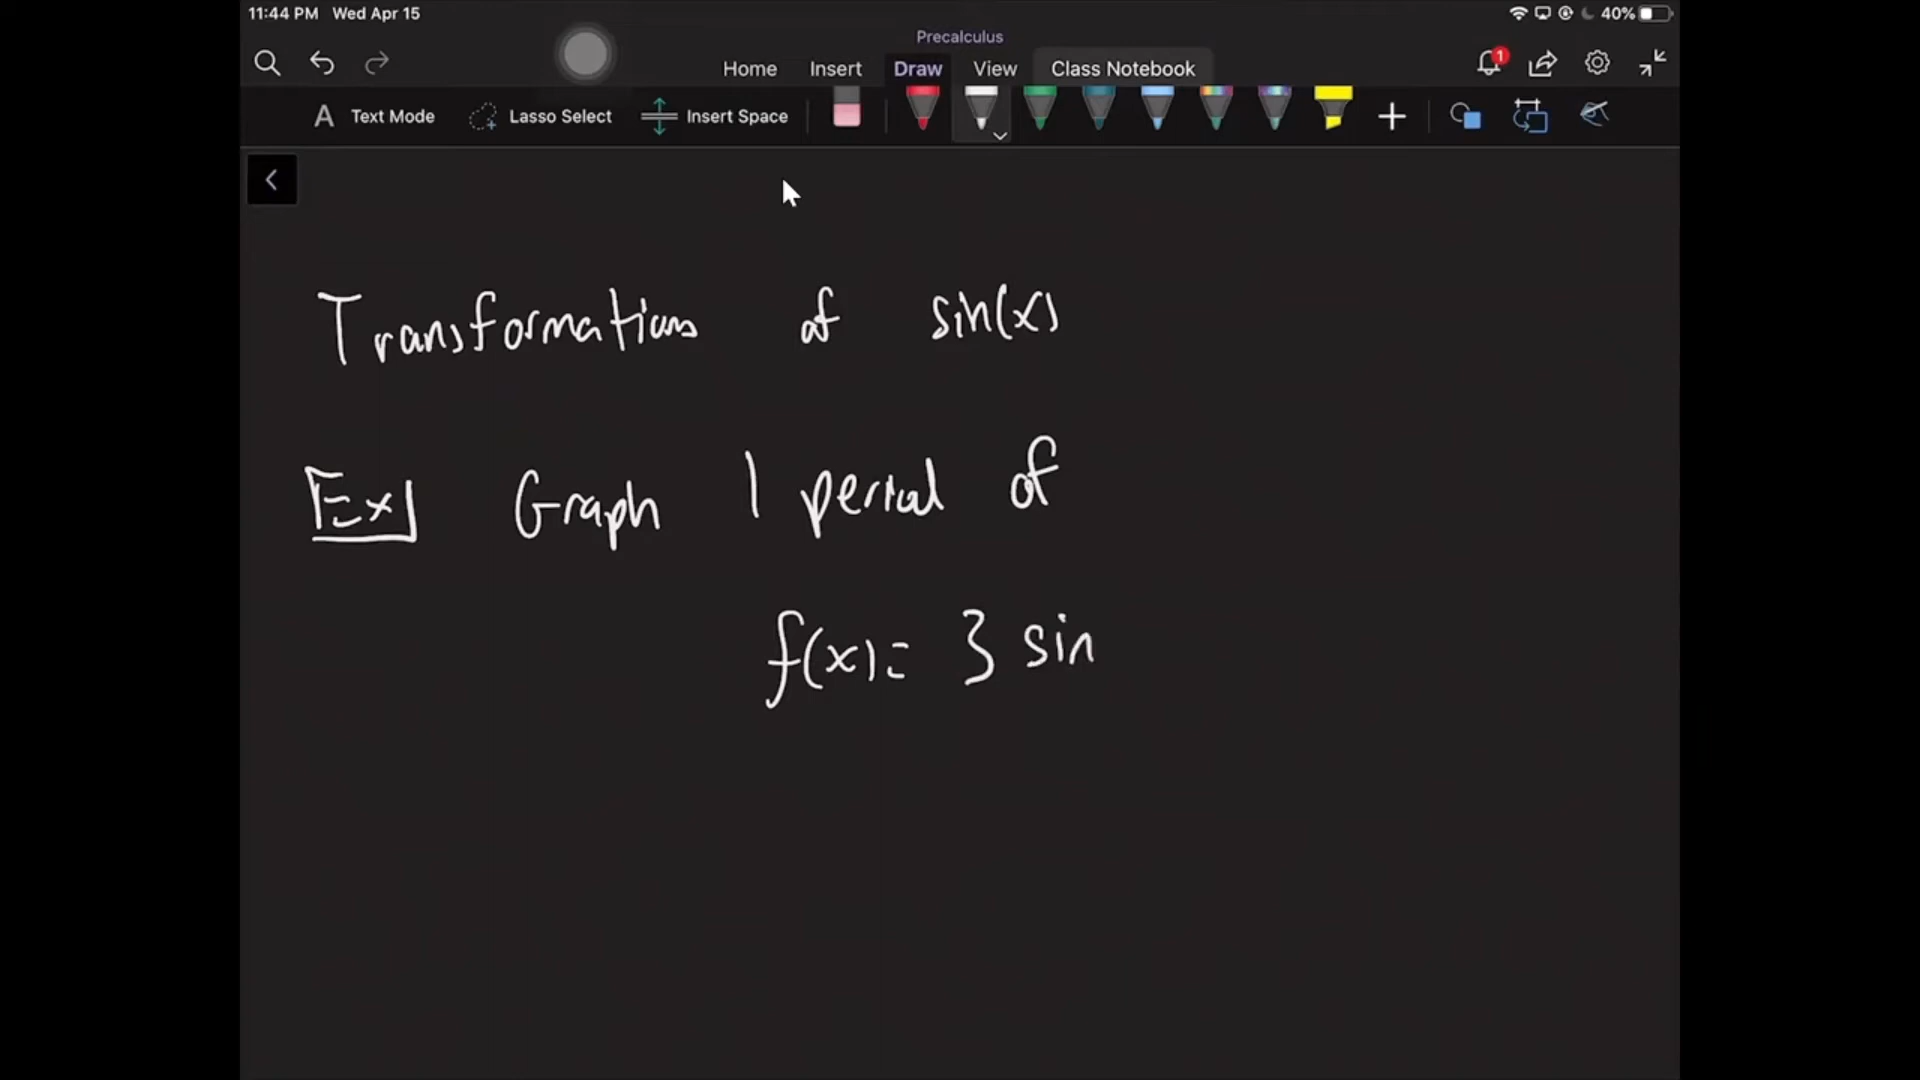 11:44 PM Wed Apr 15 40%
Precalculus
Home Insert Draw View Class Notebook 1
A Text Mode Lasso Select Insert Space
Transformations of sin(x)
Ex Graph 1 period of
f(x)= 3 sin